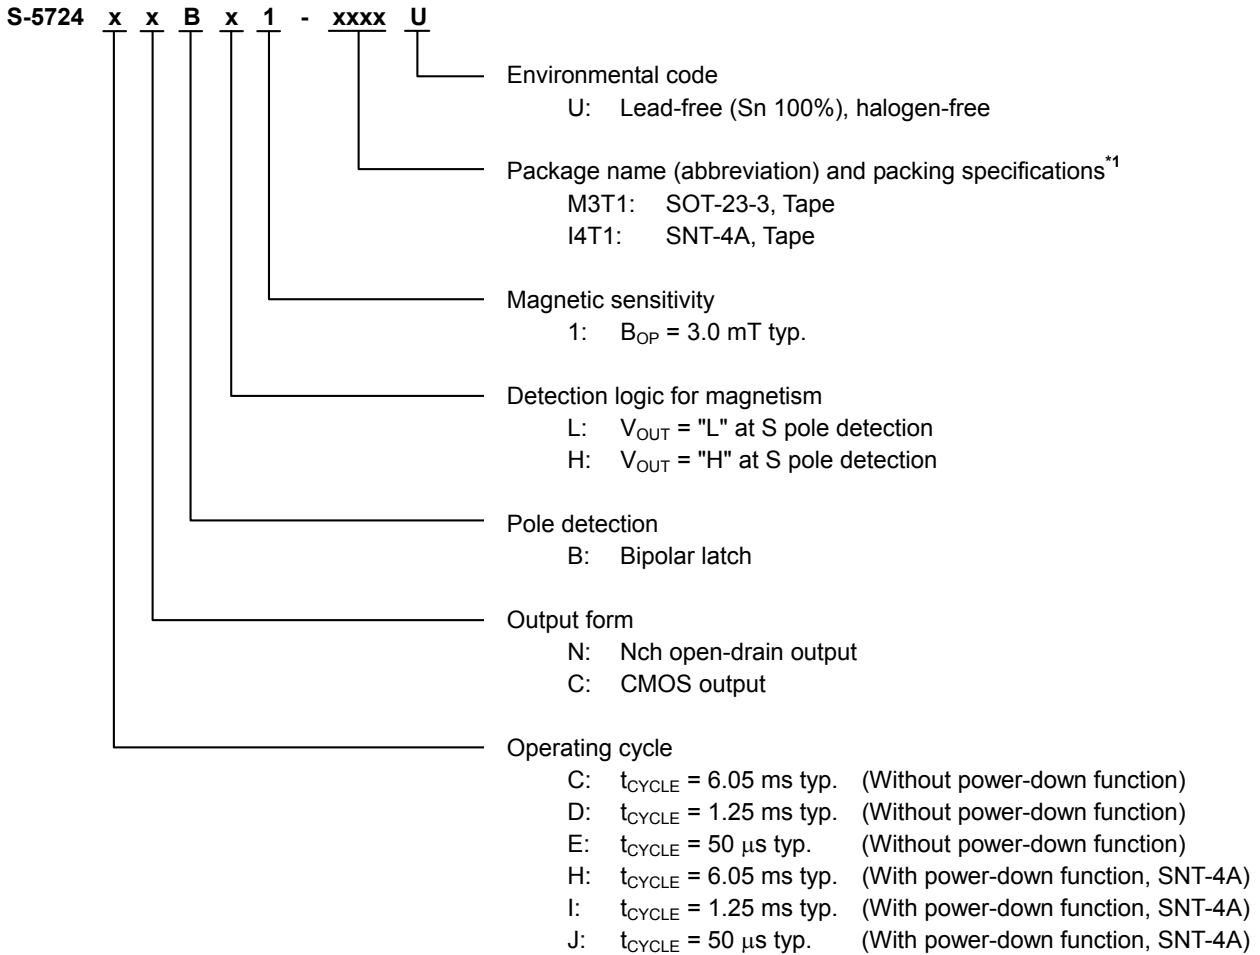 S-5724 x x B x 1 - xxxx U
Environmental code
U: Lead-free (Sn 100%), halogen-free
Package name (abbreviation) and packing specifications*1
M3T1: SOT-23-3, Tape
I4T1: SNT-4A, Tape
Magnetic sensitivity
1: BOP = 3.0 mT typ.
Detection logic for magnetism
L: VOUT = "L" at S pole detection
H: VOUT = "H" at S pole detection
Pole detection
B: Bipolar latch
Output form
N: Nch open-drain output
C: CMOS output
Operating cycle
C: tCYCLE = 6.05 ms typ. (Without power-down function)
D: tCYCLE = 1.25 ms typ. (Without power-down function)
E: tCYCLE = 50 μs typ. (Without power-down function)
H: tCYCLE = 6.05 ms typ. (With power-down function, SNT-4A)
I: tCYCLE = 1.25 ms typ. (With power-down function, SNT-4A)
J: tCYCLE = 50 μs typ. (With power-down function, SNT-4A)